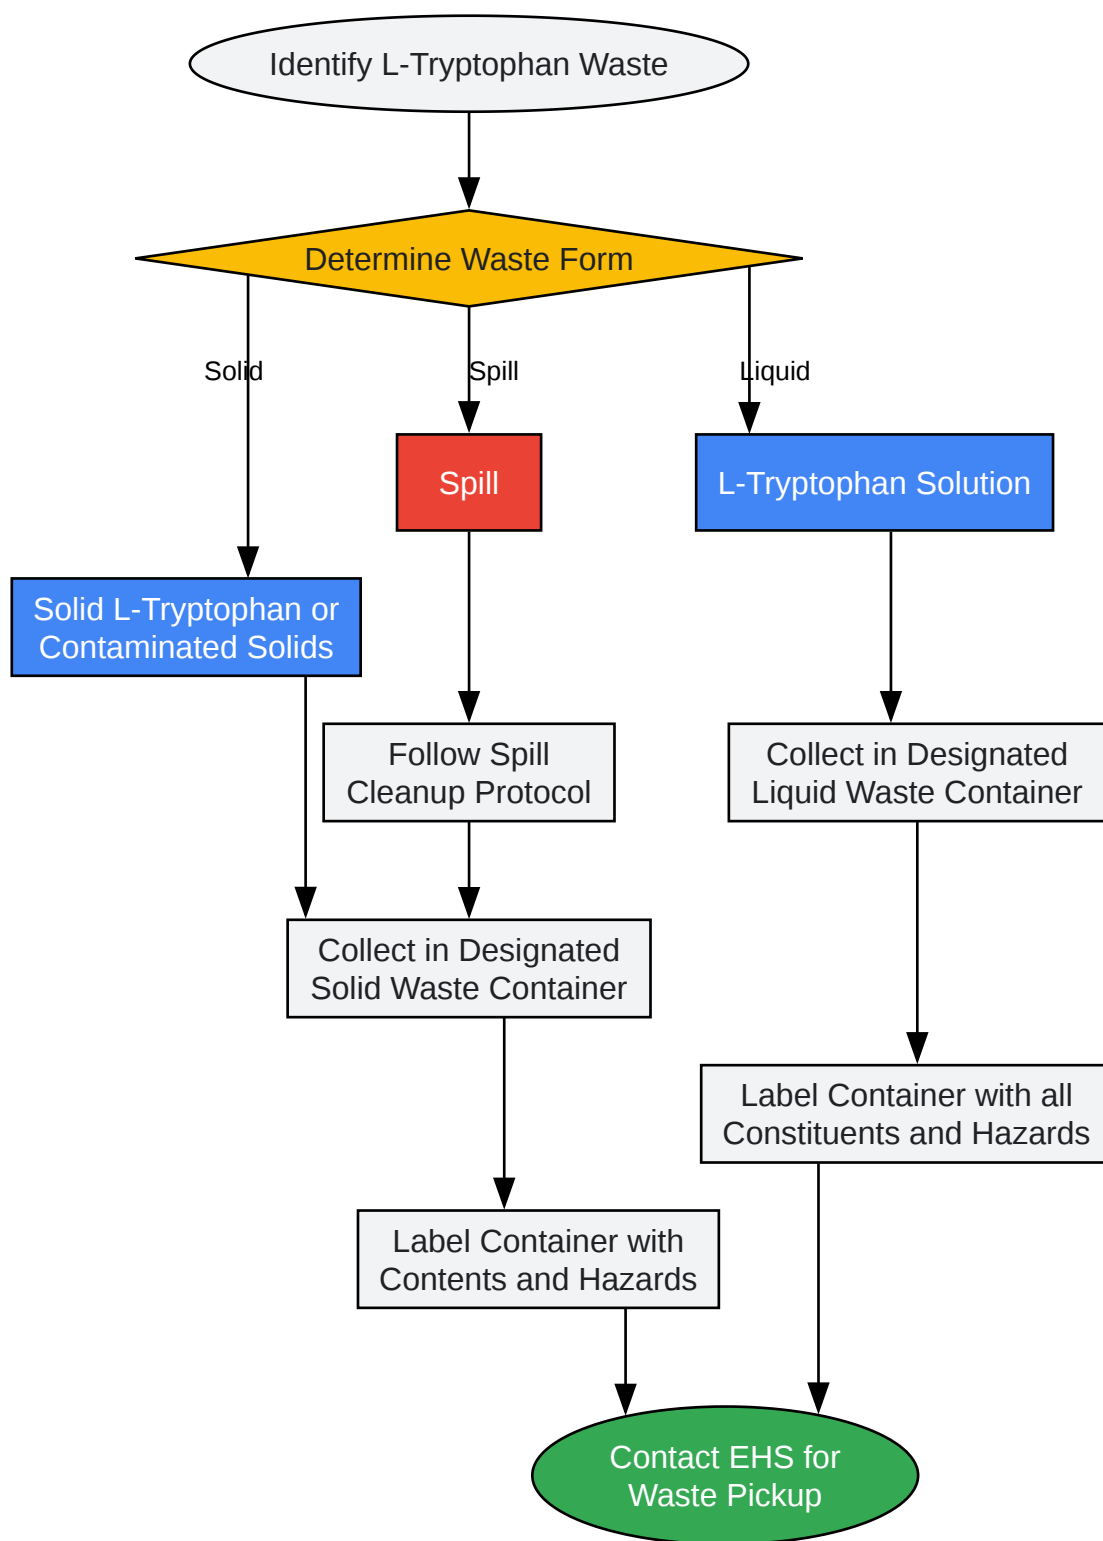 Identify L-Tryptophan Waste
Determine Waste Form
Solid
Spill
Liquid
Spill
L-Tryptophan Solution
Solid L-Tryptophan or
Contaminated Solids
Follow Spill
Cleanup Protocol
Collect in Designated
Liquid Waste Container
Collect in Designated
Solid Waste Container
Label Container with all
Constituents and Hazards
Label Container with
Contents and Hazards
Contact EHS for
Waste Pickup